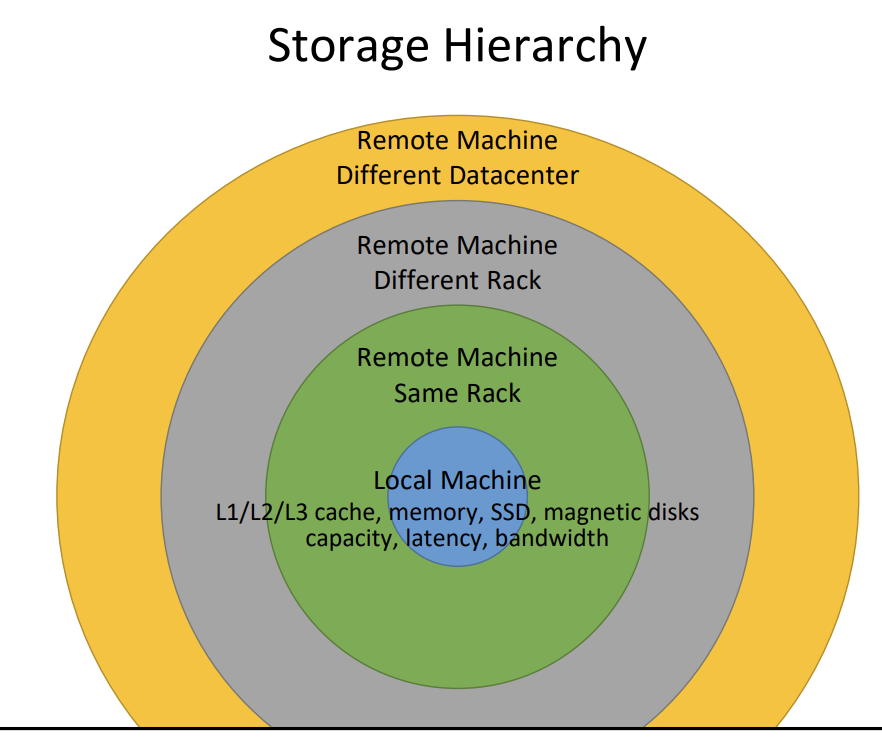 Storage Hierarchy
Remote Machine
Different Datacenter
Remote Machine
Different Rack
Remote Machine
Same Rack
Local Machine
L1/L2/L3 cache, memory, SSD, magnetic disks
capacity, latency, bandwidth